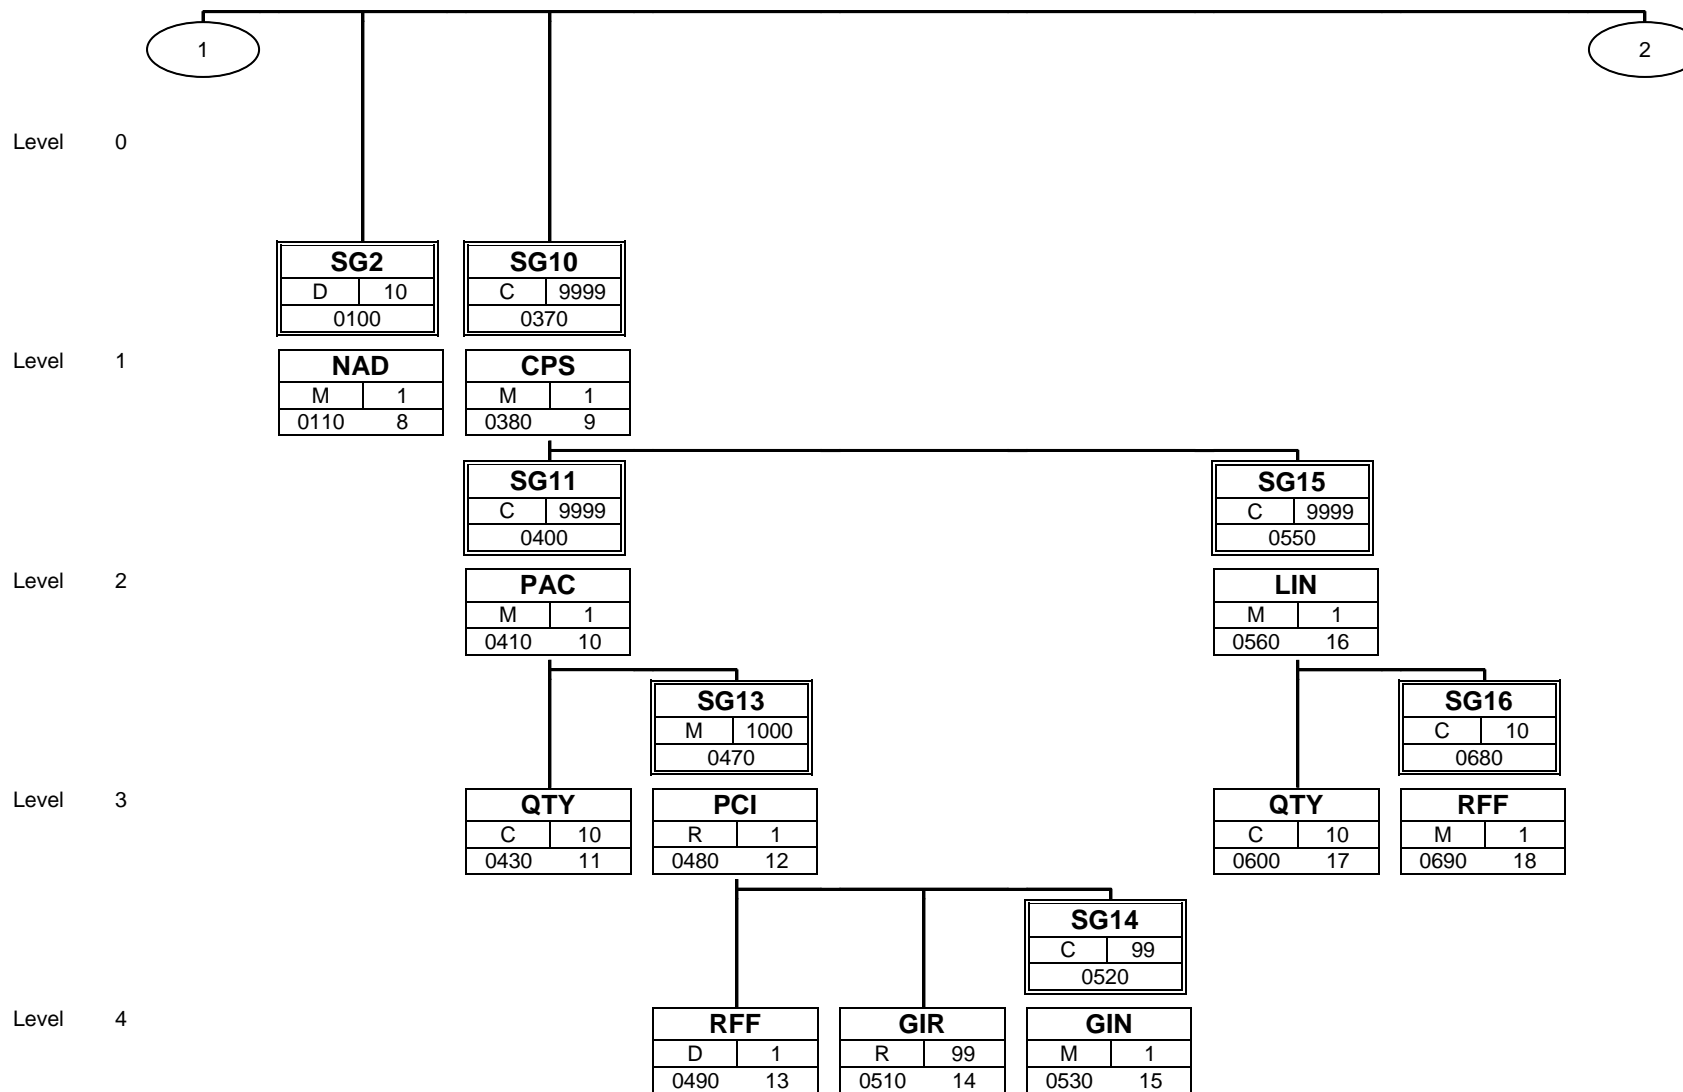 1 2
Level 0
SG2 SG10
D 10 C 9999
0100 0370
Level 1 NAD CPS
M 1 M 1
0110 8 0380 9
SG11 SG15
C 9999 C 9999
0400 0550
Level 2 PAC LIN
M 1 M 1
0410 10 0560 16
SG13 SG16
M 1000 C 10
0470 0680
Level 3 QTY PCI QTY RFF
C 10 R 1 C 10 M 1
0430 11 0480 12 0600 17 0690 18
SG14
C 99
0520
Level 4 RFF GIR GIN
D 1 R 99 M 1
0490 13 0510 14 0530 15